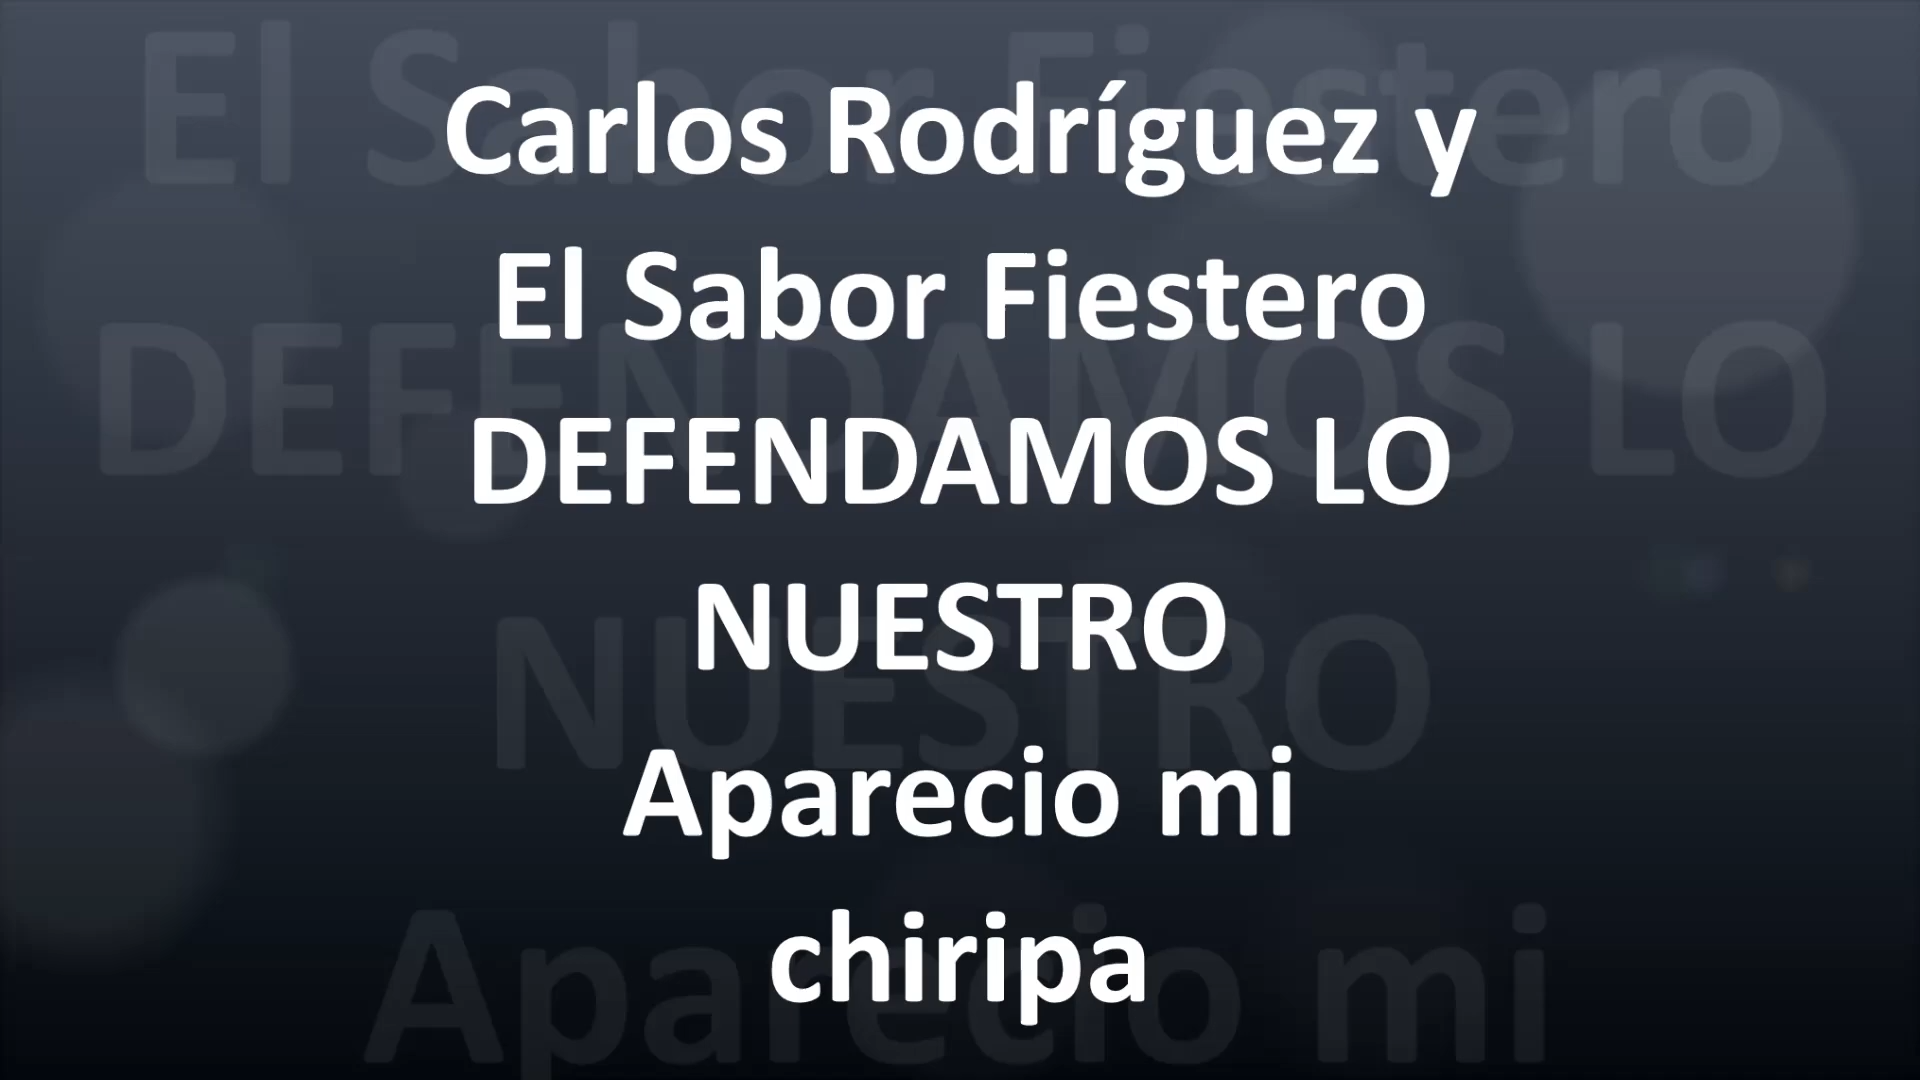 Carlos Rodríguez y
El Sabor Fiestero
DEFENDAMOS LO
NUESTRO
Aparecio mi
chiripa